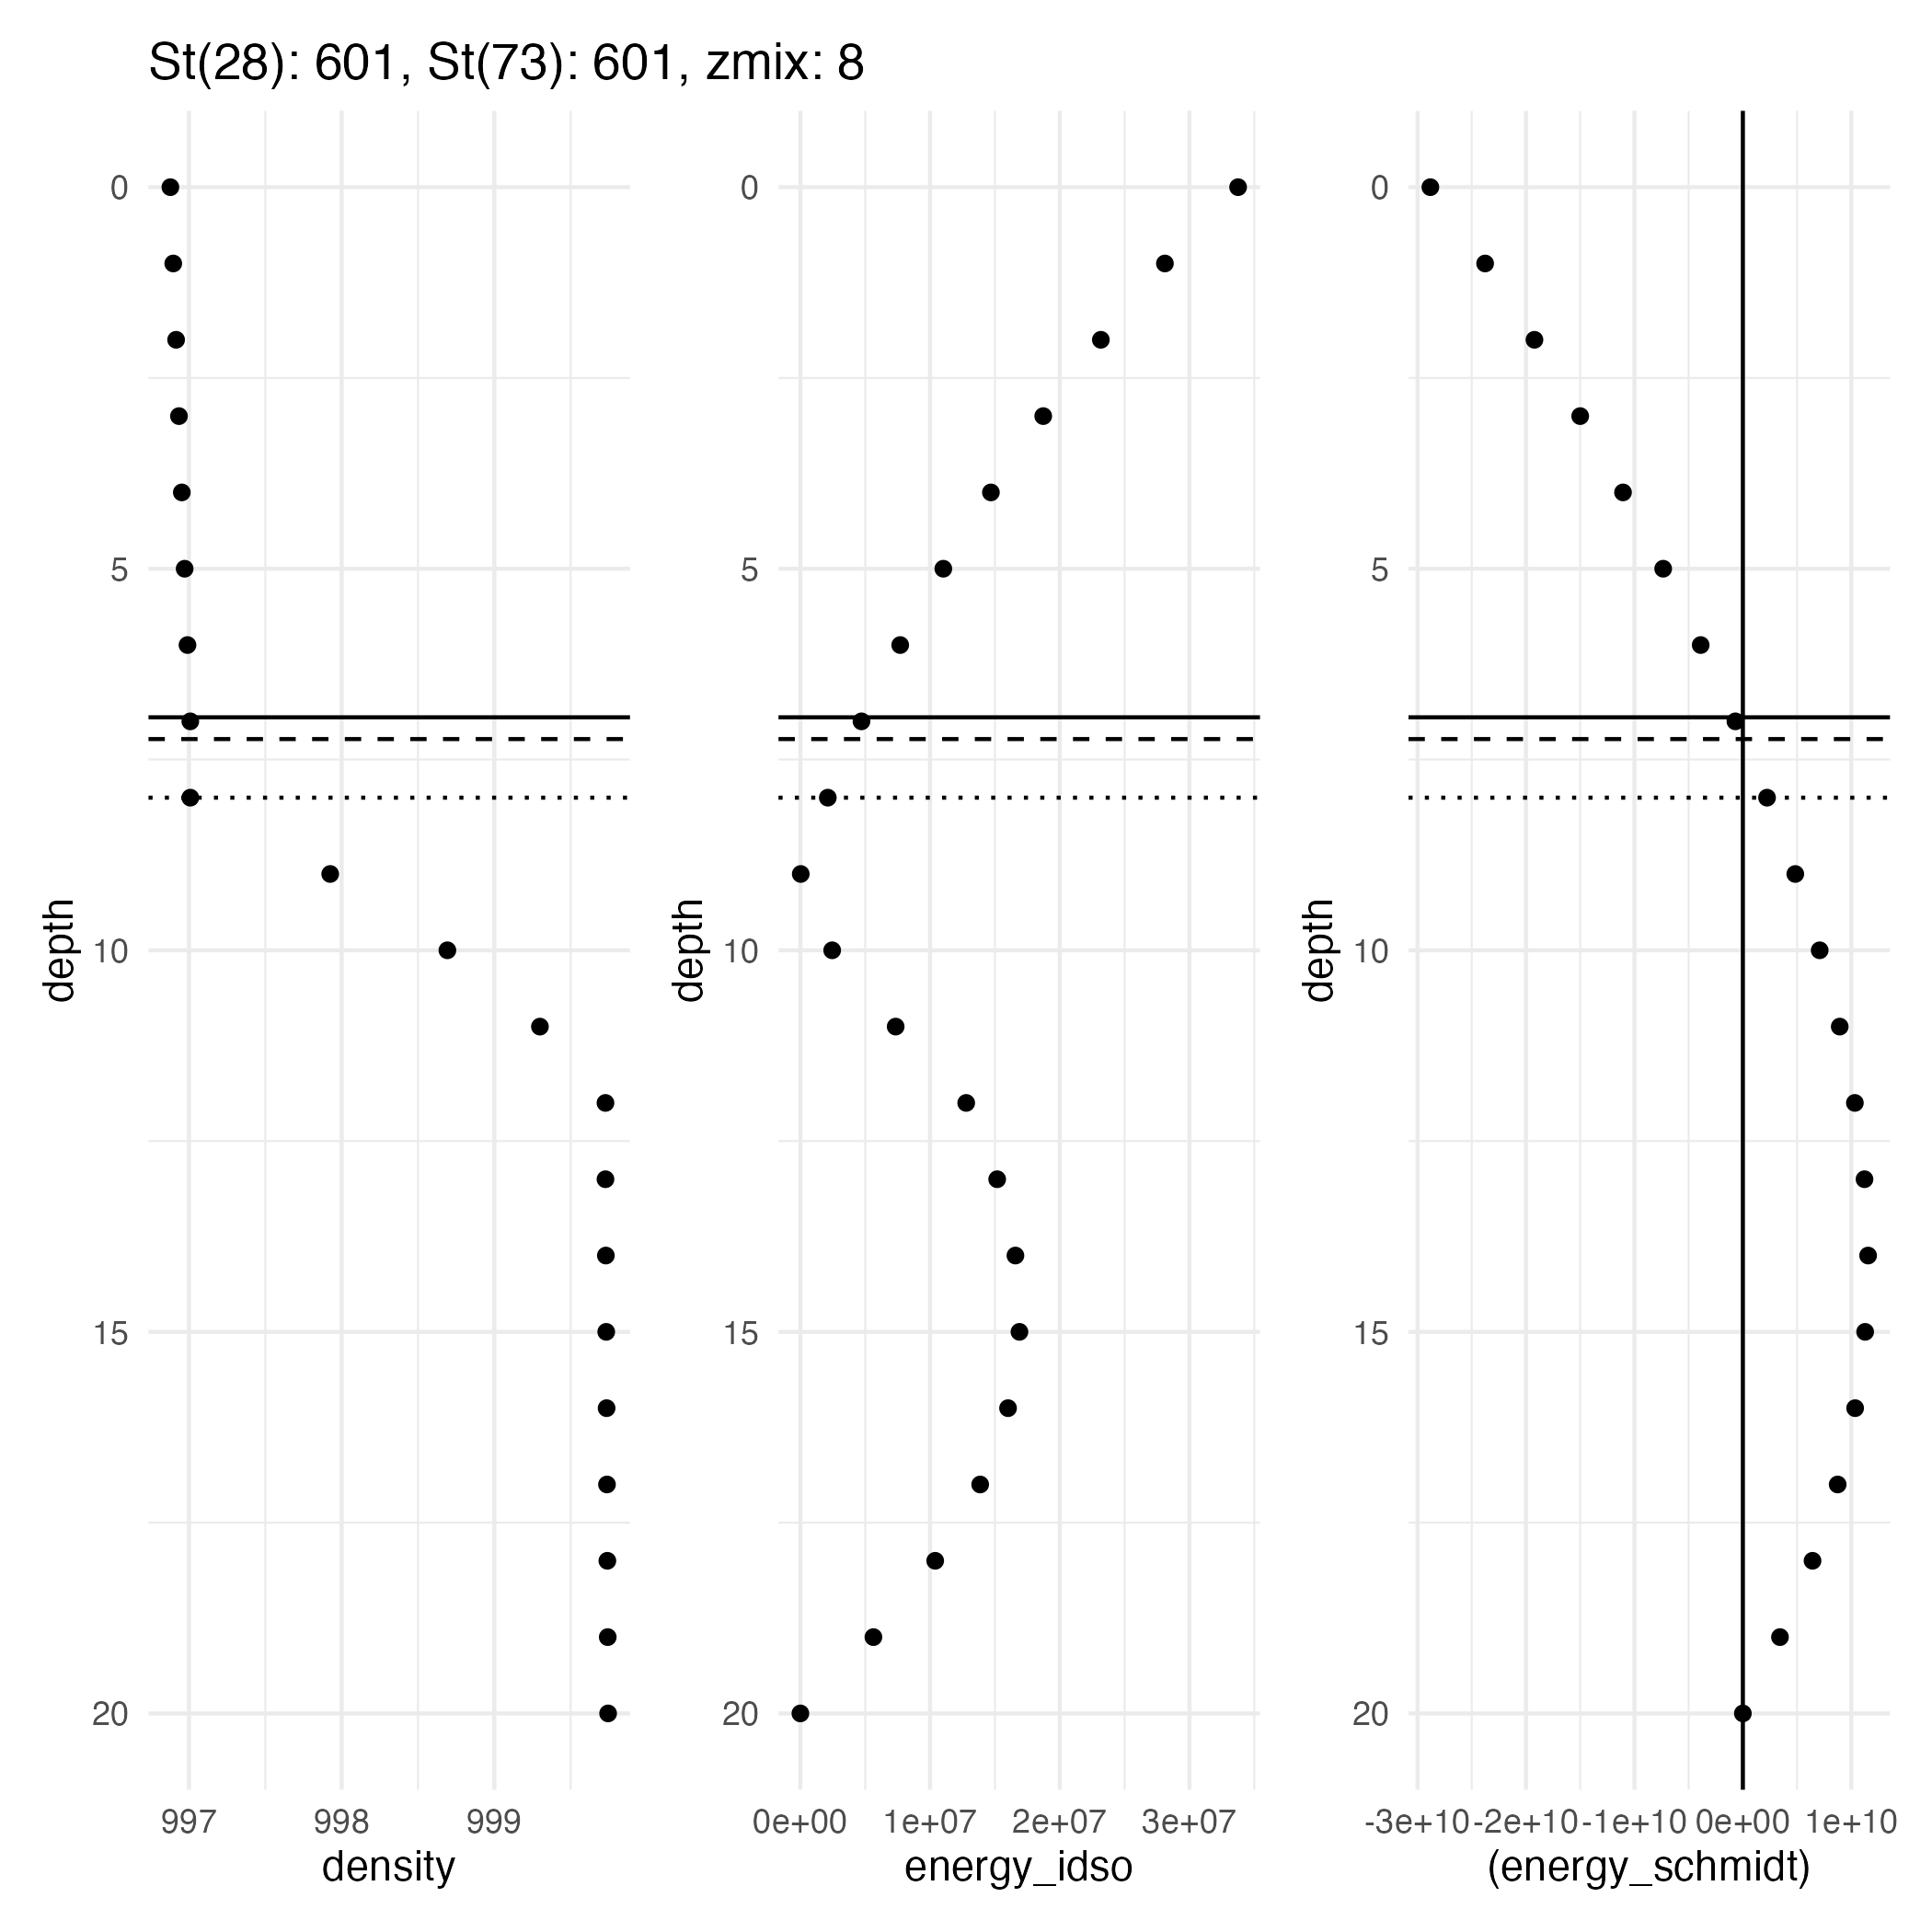 St(28): 601, St(73): 601, zmix: 8
0
5
10
15
20
depth
997
998
999
density
0
5
10
15
20
depth
0e+00
1e+07
2e+07
3e+07
energy_idso
0
5
10
15
20
depth
-3e+10
-2e+10
-1e+10
0e+00
1e+10
(energy_schmidt)